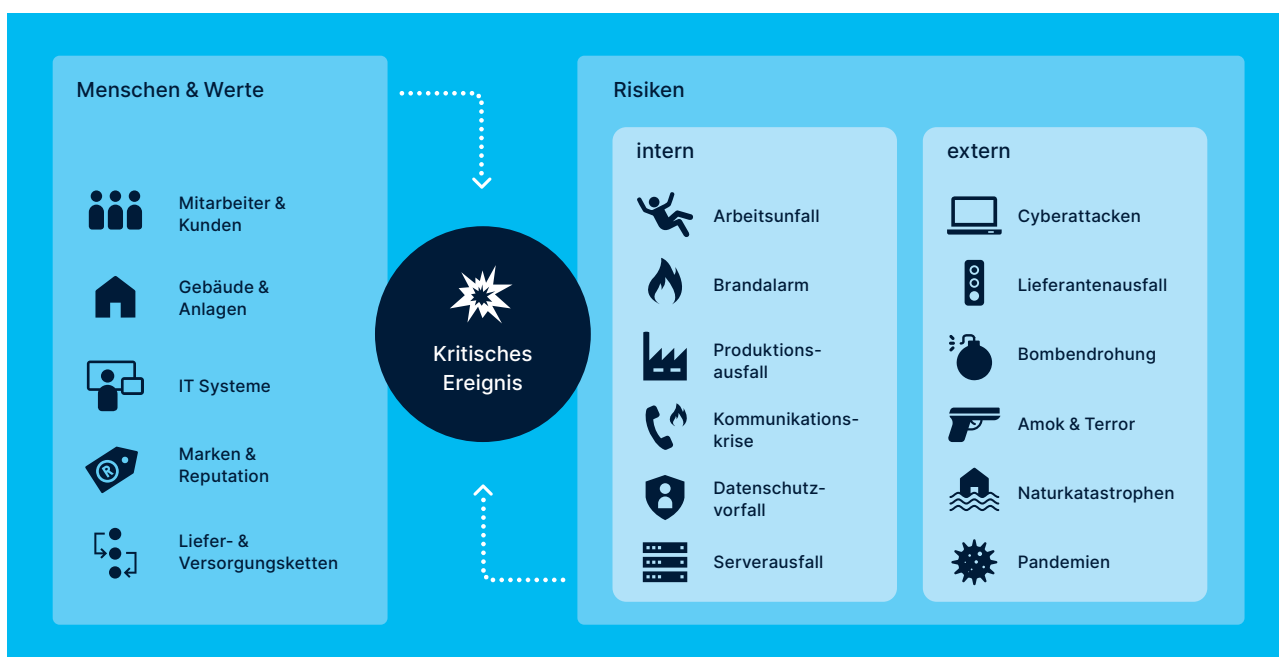 Menschen & Werte
Mitarbeiter &
Kunden
Gebäude &
Anlagen
IT Systeme
R
Marken &
Reputation
Liefer- &
Versorgungsketten
Kritisches
Ereignis
Risiken
intern
Arbeitsunfall
Brandalarm
Produktions-
ausfall
Kommunikations-
krise
Datenschutz-
vorfall
Serverausfall
extern
Cyberattacken
Lieferantenausfall
Bombendrohung
Amok & Terror
Naturkatastrophen
Pandemien